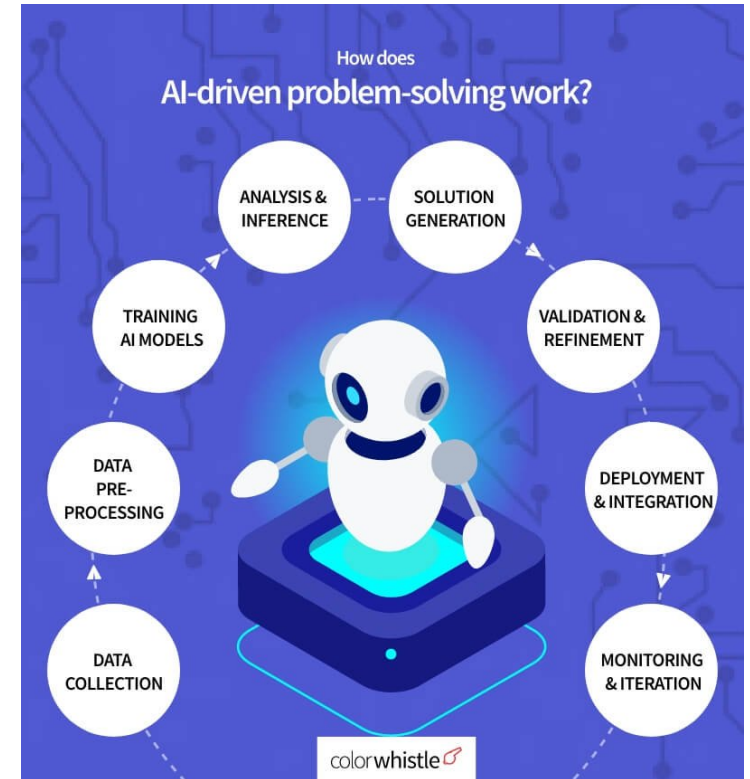 How does
AI-driven problem-solving work?
ANALYSIS &
INFERENCE
SOLUTION
GENERATION
TRAINING
AI MODELS
VALIDATION &
REFINEMENT
DATA
PRE-
PROCESSING
DEPLOYMENT
& INTEGRATION
DATA
COLLECTION
MONITORING
& ITERATION
colorwhistle